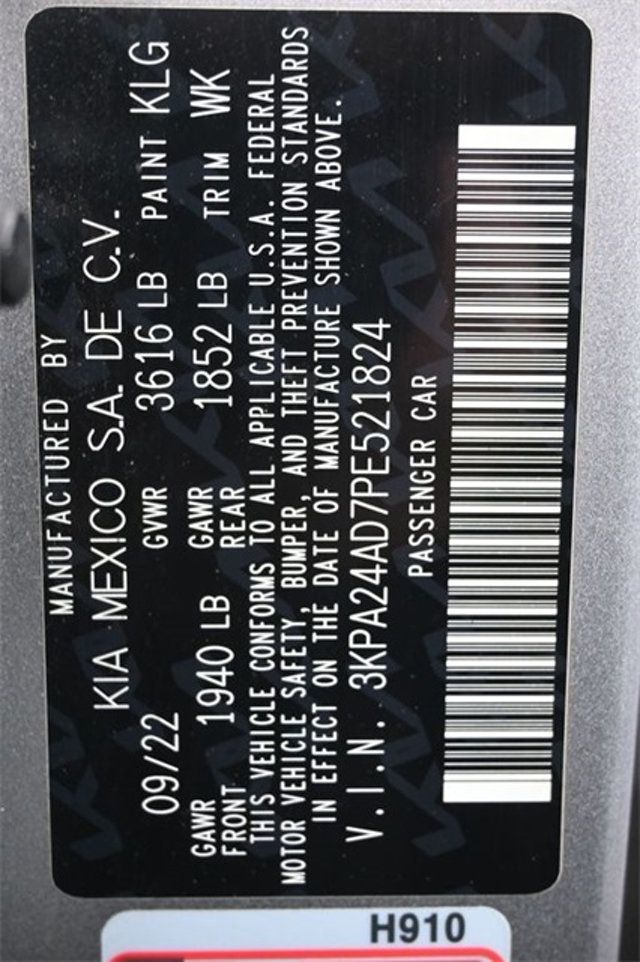 MANUFACTURED BY
KIA MEXICO S.A. DE C.V.
09/22 GVWR 3616 LB PAINT KLG
GAWR FRONT 1940 LB GAWR REAR 1852 LB TRIM WK
THIS VEHICLE CONFORMS TO ALL APPLICABLE U.S.A. FEDERAL
MOTOR VEHICLE SAFETY, BUMPER, AND THEFT PREVENTION STANDARDS
IN EFFECT ON THE DATE OF MANUFACTURE SHOWN ABOVE.
V.I.N. 3KPA24AD7PE521824
PASSENGER CAR
H910